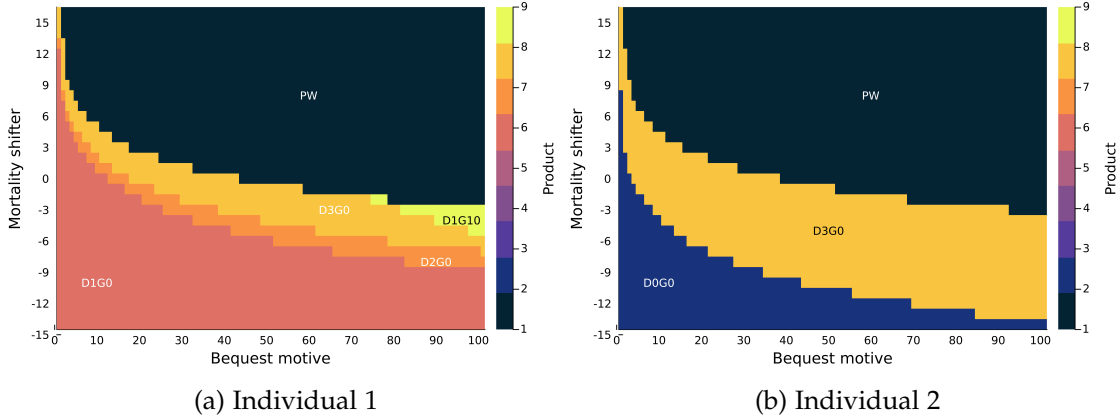 15
12
9
6
3
0
-3
-6
-9
-12
-15
Mortality shifter
PW
D3G0
D1G10
D2G0
D1G0
0 10 20 30 40 50 60 70 80 90 100
Bequest motive
9
8
7
6
5
4
3
2
1
Product
(a) Individual 1
15
12
9
6
3
0
-3
-6
-9
-12
-15
Mortality shifter
PW
D3G0
D0G0
0 10 20 30 40 50 60 70 80 90 100
Bequest motive
9
8
7
6
5
4
3
2
1
Product
(b) Individual 2